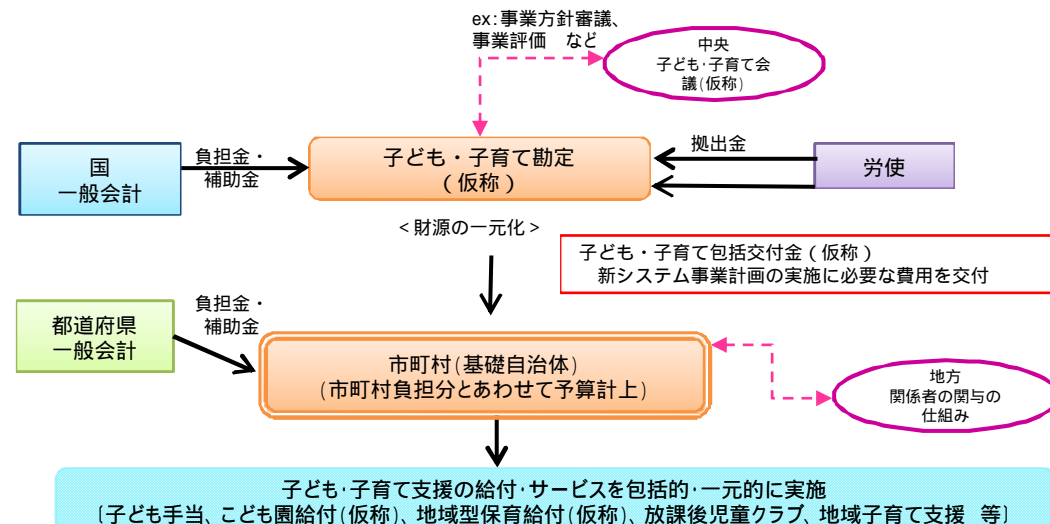 ex:事業方針審議、
事業評価　など
中央
子ども・子育て会
議(仮称)
国
一般会計
負担金・
補助金
子ども・子育て勘定
(仮称)
拠出金
労使
<財源の一元化>
子ども・子育て包括交付金(仮称)
新システム事業計画の実施に必要な費用を交付
都道府県
一般会計
負担金・
補助金
市町村(基礎自治体)
(市町村負担分とあわせて予算計上)
地方
関係者の関与の
仕組み
子ども・子育て支援の給付・サービスを包括的・一元的に実施
〔子ども手当、こども園給付(仮称)、地域型保育給付(仮称)、放課後児童クラブ、地域子育て支援 等〕